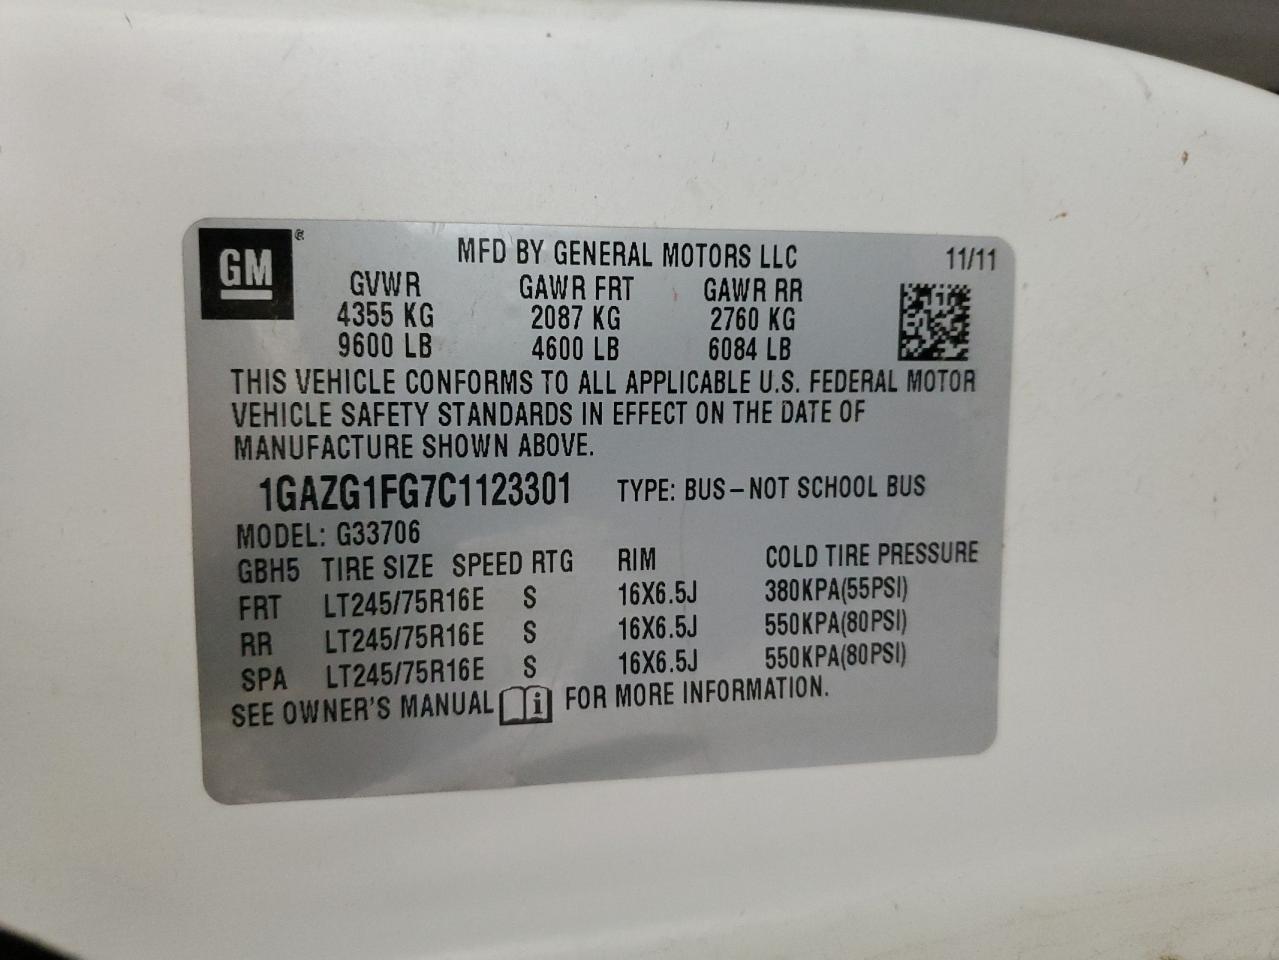 GM ® MFD BY GENERAL MOTORS LLC 11/11
GVWR GAWR FRT GAWR RR
4355 KG 2087 KG 2760 KG
9600 LB 4600 LB 6084 LB
THIS VEHICLE CONFORMS TO ALL APPLICABLE U.S. FEDERAL MOTOR
VEHICLE SAFETY STANDARDS IN EFFECT ON THE DATE OF
MANUFACTURE SHOWN ABOVE.
1GAZG1FG7C1123301 TYPE: BUS – NOT SCHOOL BUS
MODEL: G33706
GBH5 TIRE SIZE SPEED RTG RIM COLD TIRE PRESSURE
FRT LT245/75R16E S 16X6.5J 380KPA(55PSI)
RR LT245/75R16E S 16X6.5J 550KPA(80PSI)
SPA LT245/75R16E S 16X6.5J 550KPA(80PSI)
SEE OWNER'S MANUAL i FOR MORE INFORMATION.